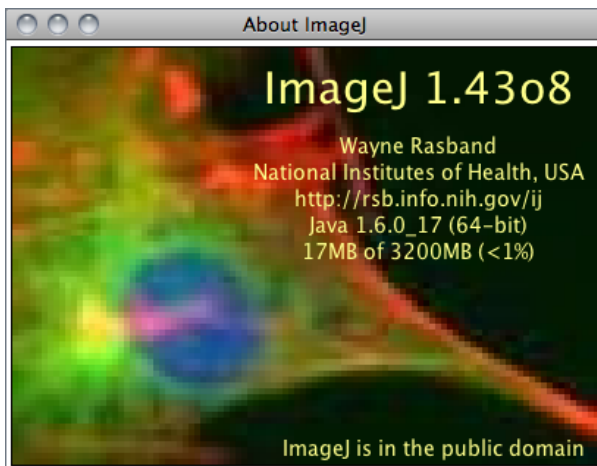 About ImageJ
ImageJ 1.43o8
Wayne Rasband
National Institutes of Health, USA
http://rsb.info.nih.gov/ij
Java 1.6.0_17 (64-bit)
17MB of 3200MB (<1%)
ImageJ is in the public domain